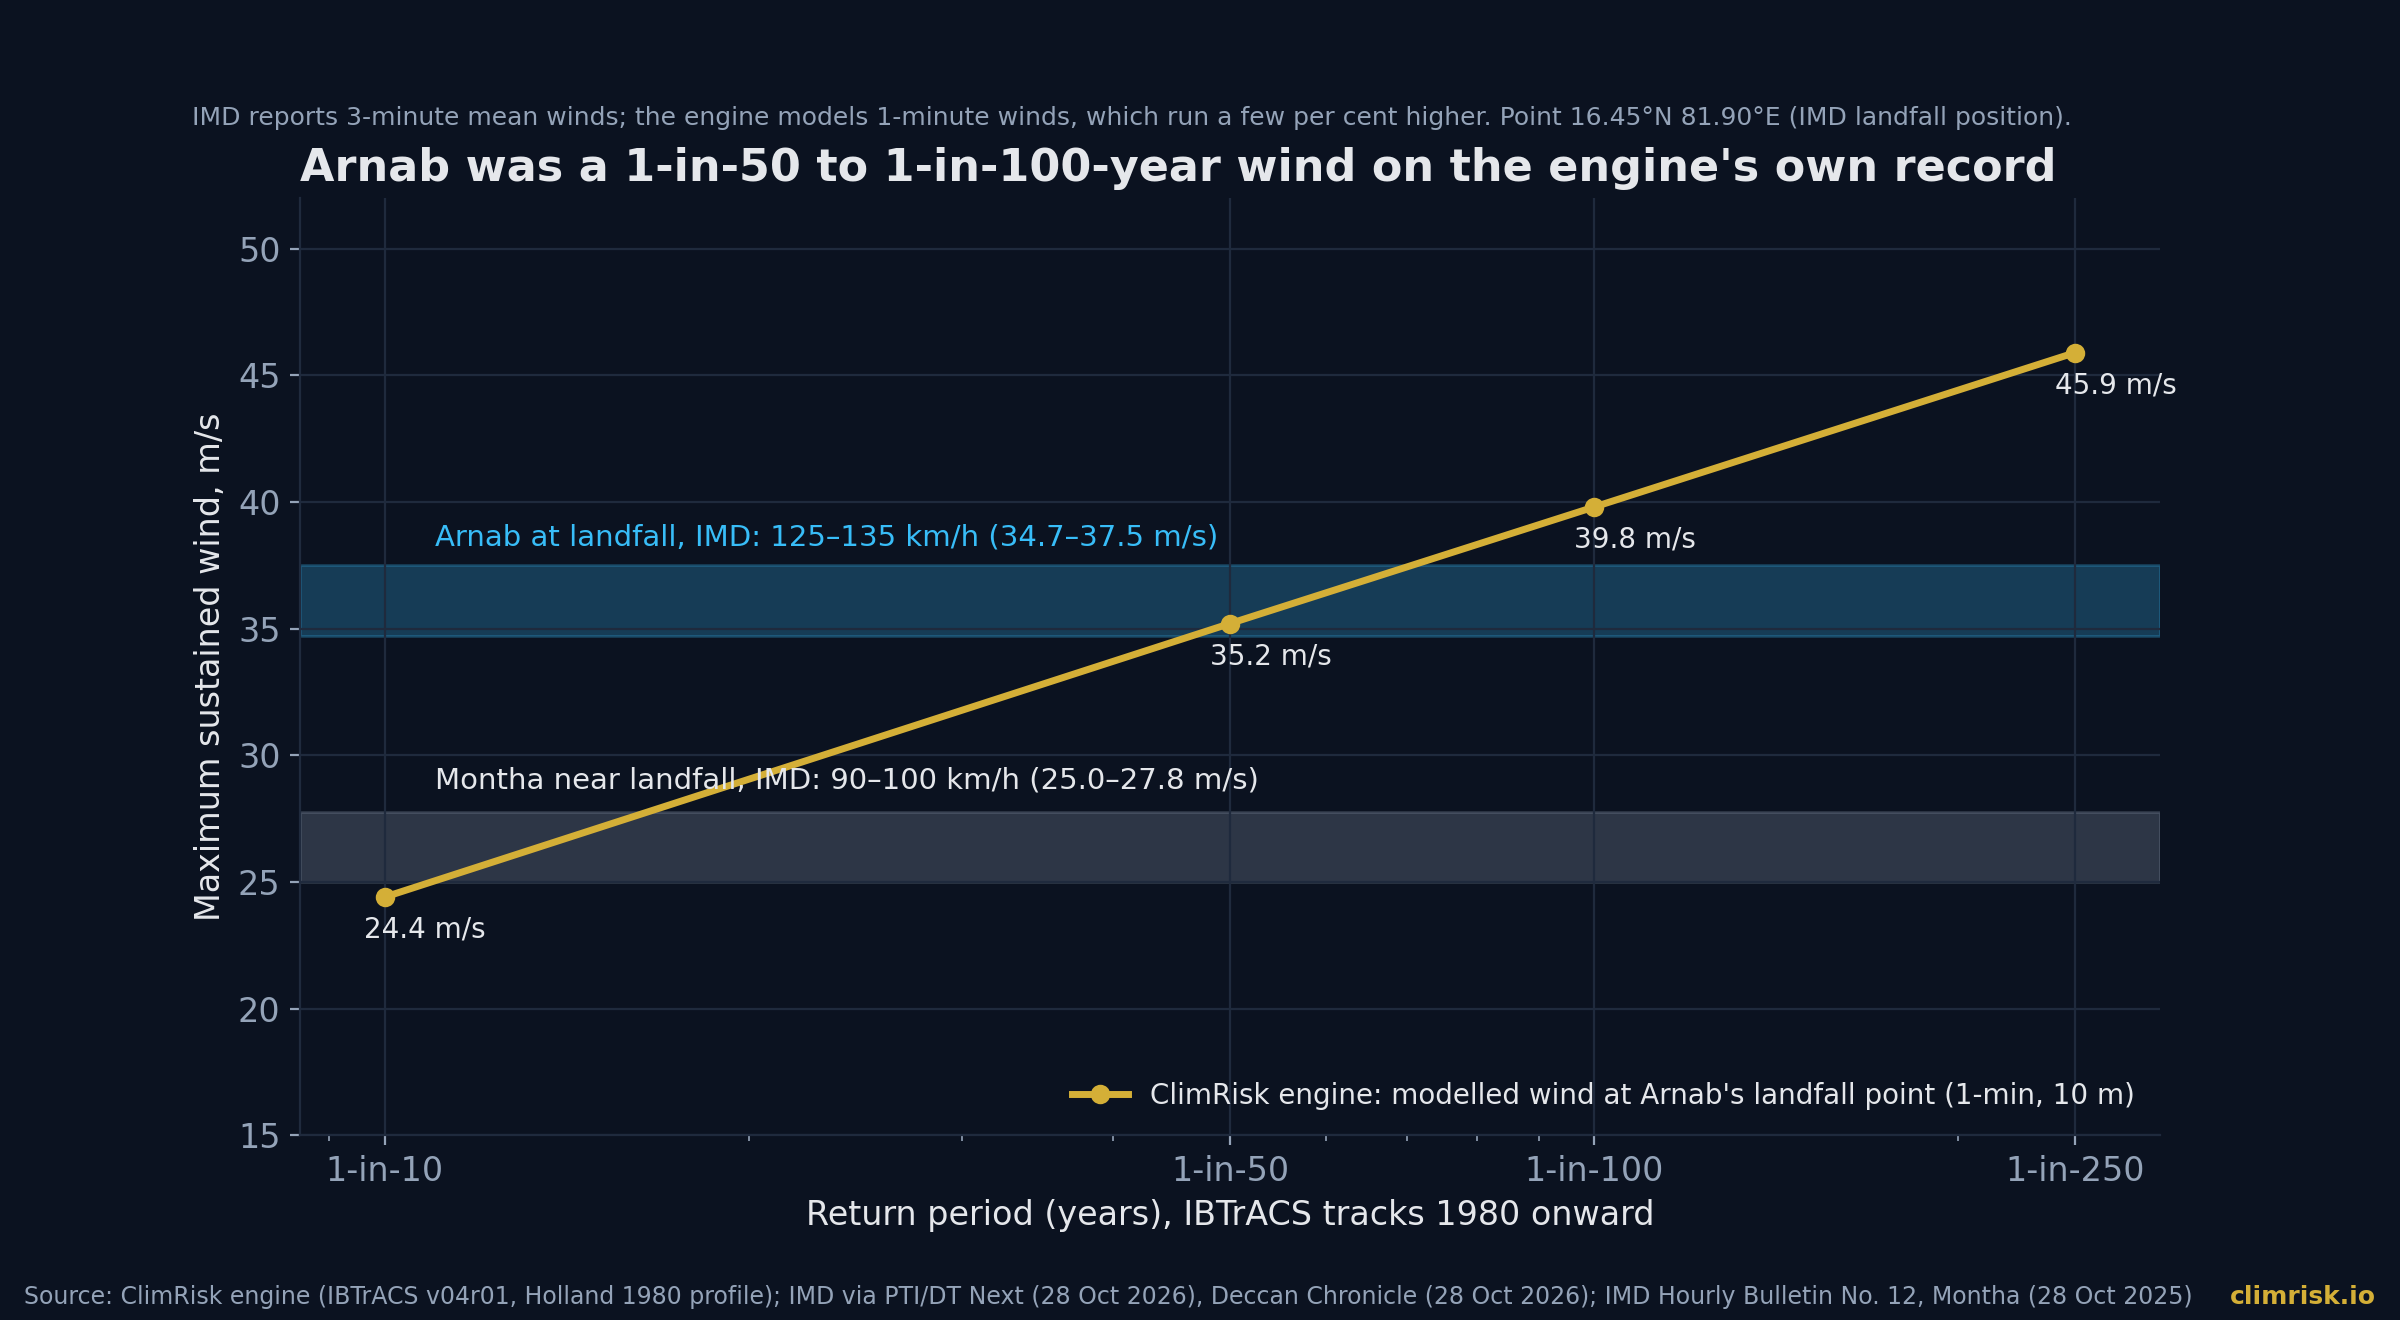 IMD reports 3-minute mean winds; the engine models 1-minute winds, which run a few per cent higher. Point 16.45°N 81.90°E (IMD landfall position).
Arnab was a 1-in-50 to 1-in-100-year wind on the engine's own record
Maximum sustained wind, m/s
50
45
40
35
30
25
20
15
45.9 m/s
39.8 m/s
Arnab at landfall, IMD: 125–135 km/h (34.7–37.5 m/s)
35.2 m/s
Montha near landfall, IMD: 90–100 km/h (25.0–27.8 m/s)
24.4 m/s
ClimRisk engine: modelled wind at Arnab's landfall point (1-min, 10 m)
1-in-10
1-in-50
1-in-100
1-in-250
Return period (years), IBTrACS tracks 1980 onward
Source: ClimRisk engine (IBTrACS v04r01, Holland 1980 profile); IMD via PTI/DT Next (28 Oct 2026), Deccan Chronicle (28 Oct 2026); IMD Hourly Bulletin No. 12, Montha (28 Oct 2025)
climrisk.io